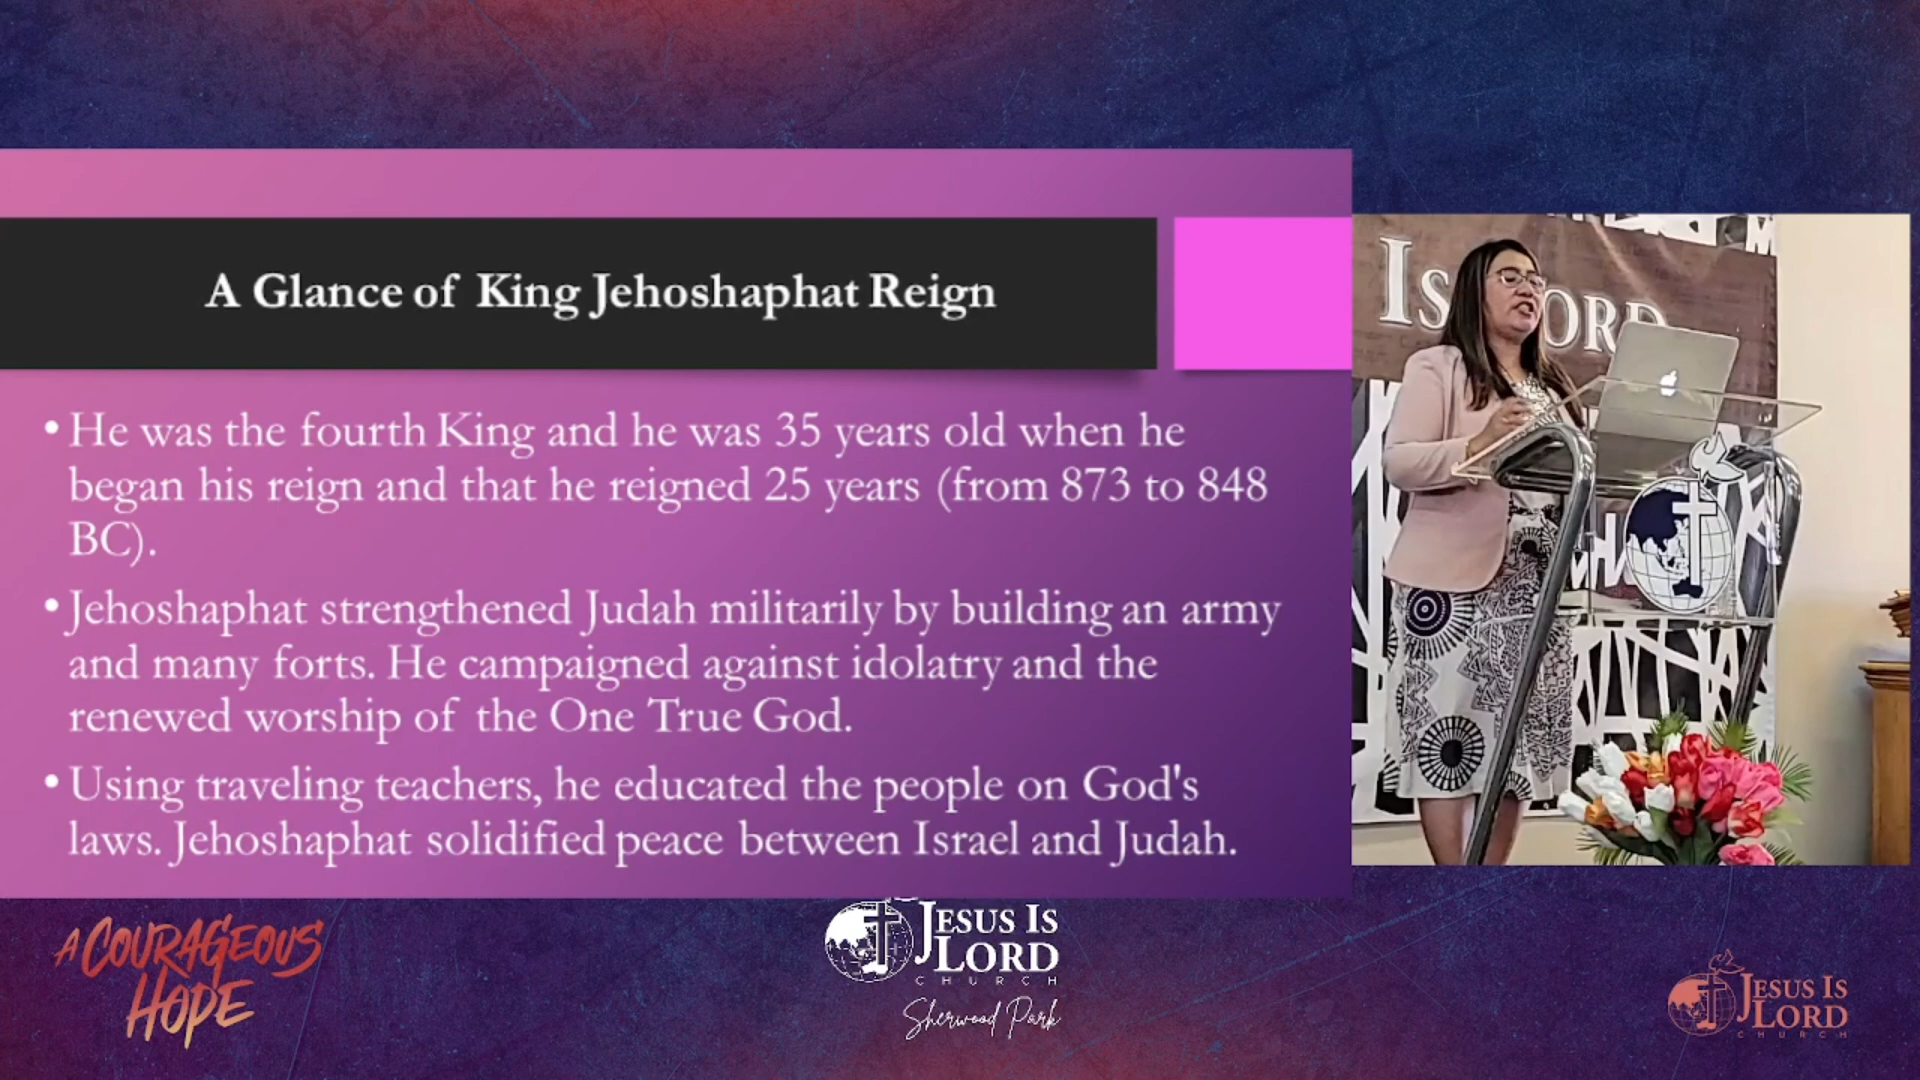 A Glance of King Jehoshaphat Reign
• He was the fourth King and he was 35 years old when he
began his reign and that he reigned 25 years (from 873 to 848
BC).
• Jehoshaphat strengthened Judah militarily by building an army
and many forts. He campaigned against idolatry and the
renewed worship of the One True God.
• Using traveling teachers, he educated the people on God's
laws. Jehoshaphat solidified peace between Israel and Judah.
Is Lord
A COURAGEOUS
HOPE
JESUS IS
LORD
CHURCH
Sherwood Park
JESUS IS
LORD
CHURCH